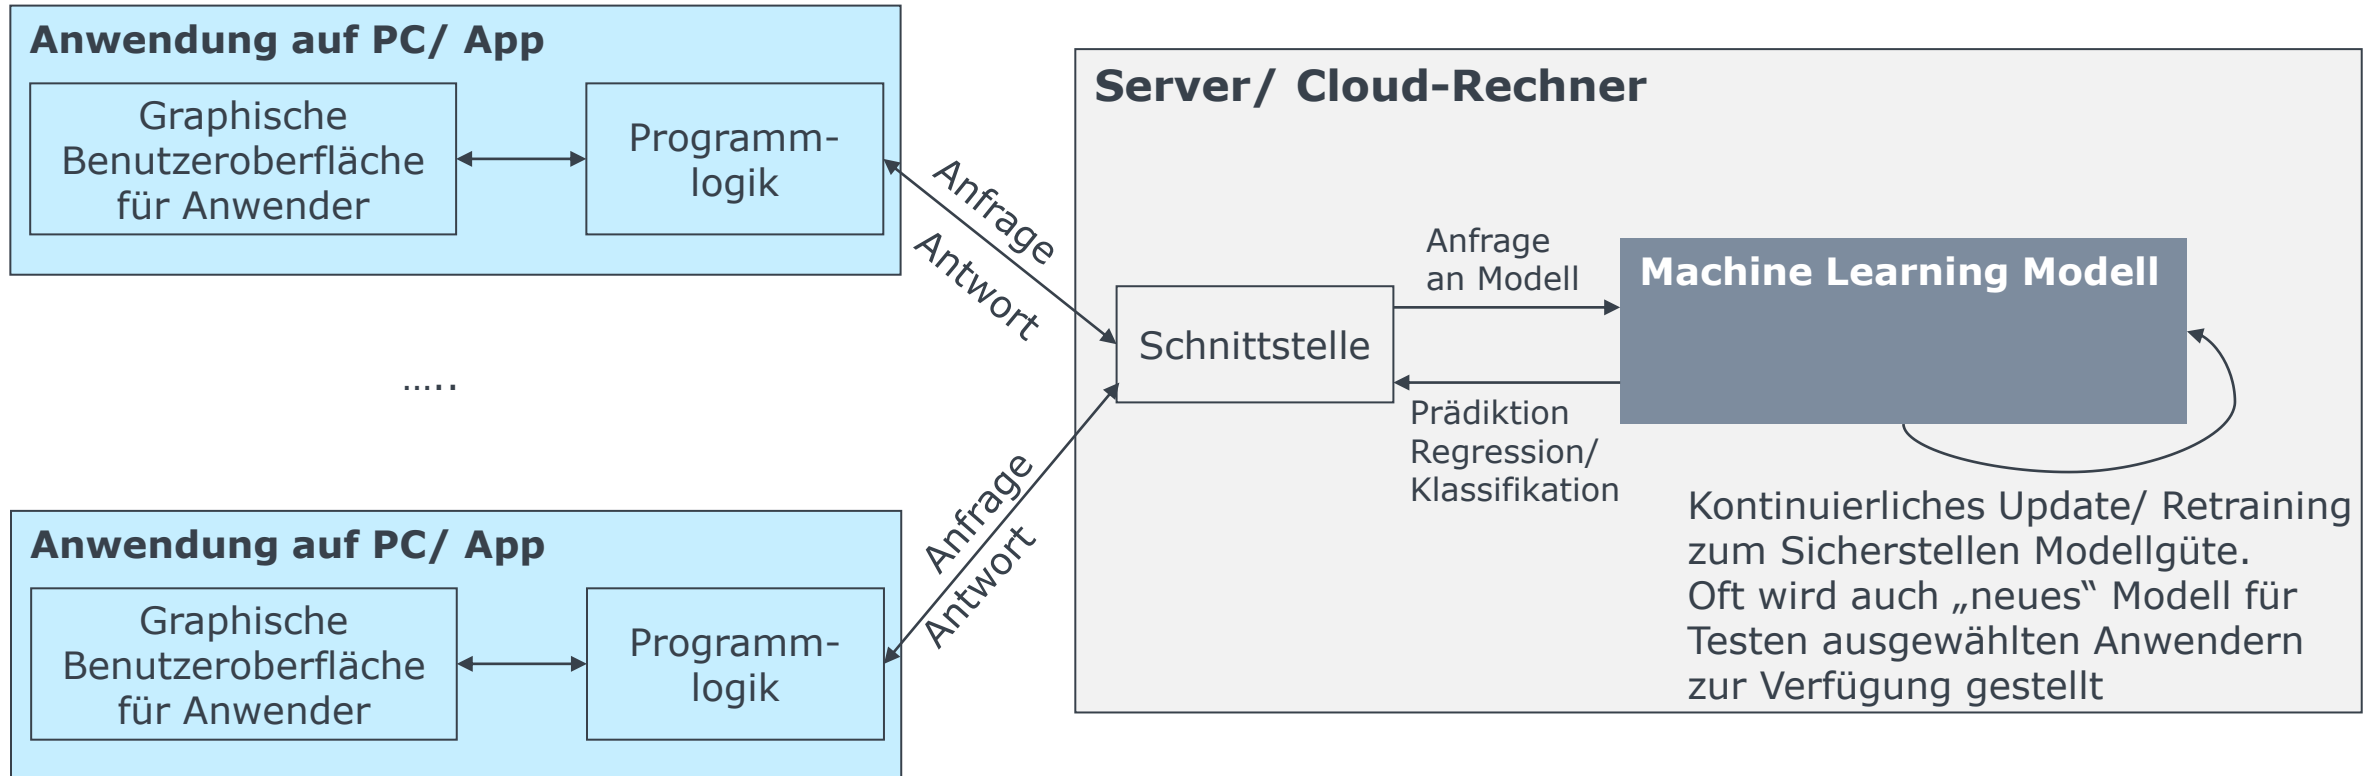 Anwendung auf PC/ App
Graphische
Benutzeroberfläche
für Anwender
Programm-
logik
Anfrage
Antwort
…..
Anwendung auf PC/ App
Graphische
Benutzeroberfläche
für Anwender
Programm-
logik
Anfrage
Antwort
Server/ Cloud-Rechner
Schnittstelle
Anfrage
an Modell
Prädiktion
Regression/
Klassifikation
Machine Learning Modell
Kontinuierliches Update/ Retraining
zum Sicherstellen Modellgüte.
Oft wird auch „neues“ Modell für
Testen ausgewählten Anwendern
zur Verfügung gestellt